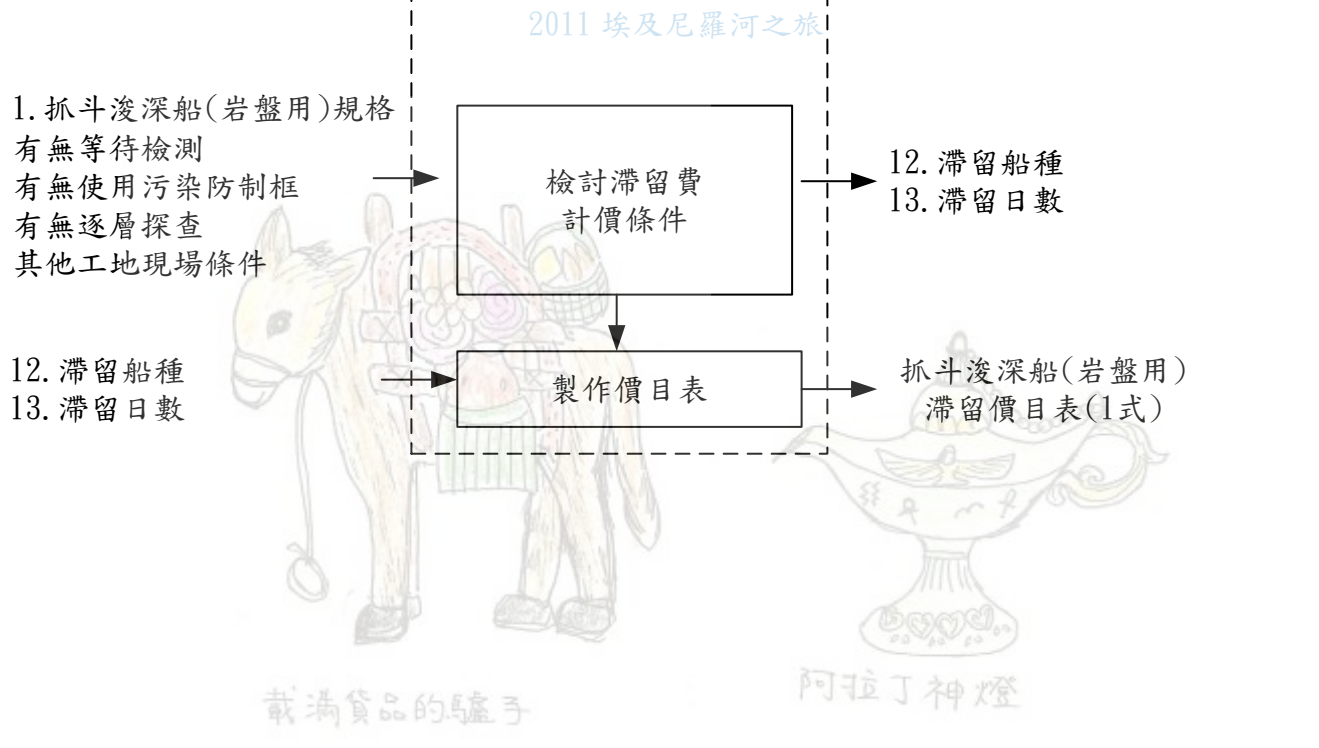 2011 埃及尼羅河之旅
1.抓斗浚深船(岩盤用)規格
有無等待檢測
有無使用污染防制框
有無逐層探查
其他工地現場條件
檢討滯留費
計價條件
12.滯留船種
13.滯留日數
12.滯留船種
13.滯留日數
製作價目表
抓斗浚深船(岩盤用)
滯留價目表(1式)
載滿貨品的驢子
阿拉丁神燈